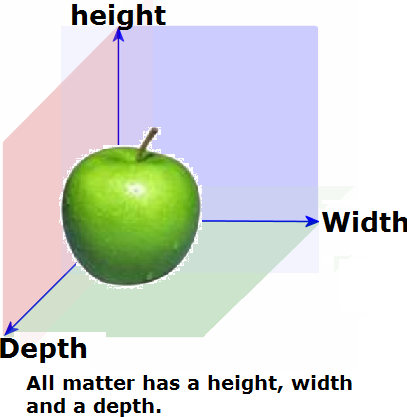 height
Width
Depth
All matter has a height, width
and a depth.